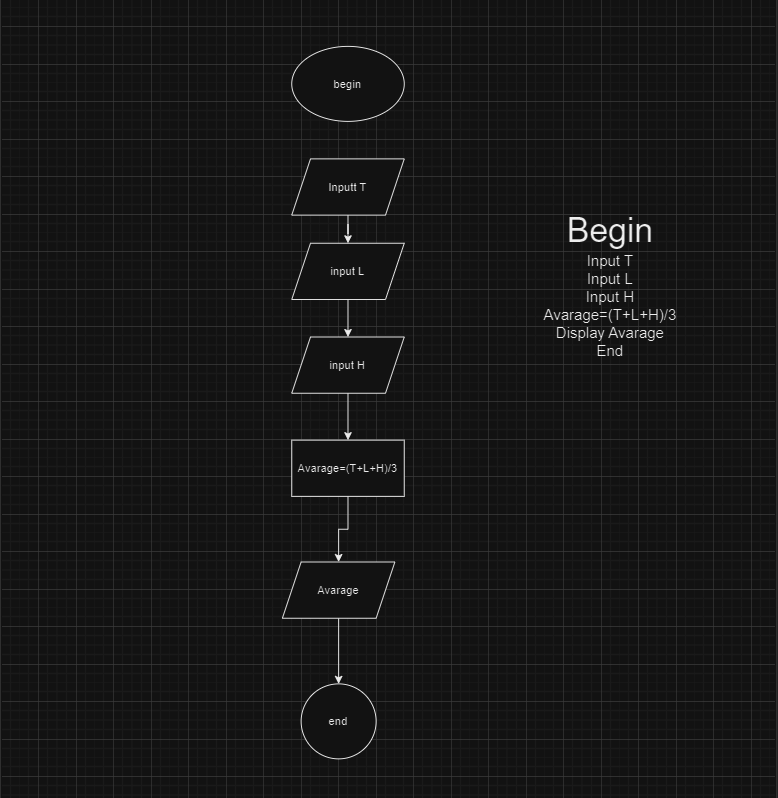 begin
Inputt T
input L
input H
Avarage=(T+L+H)/3
Avarage
end
Begin
Input T
Input L
Input H
Avarage=(T+L+H)/3
Display Avarage
End